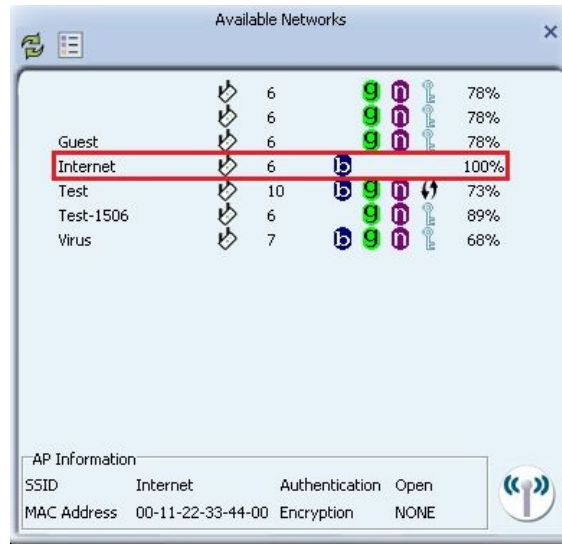 Available Networks
6 g n 78%
6 g n 78%
Guest 6 g n 78%
Internet 6 b 100%
Test 10 b g n 73%
Test-1506 6 g n 89%
Virus 7 b g n 68%
AP Information
SSID Internet Authentication Open
MAC Address 00-11-22-33-44-00 Encryption NONE